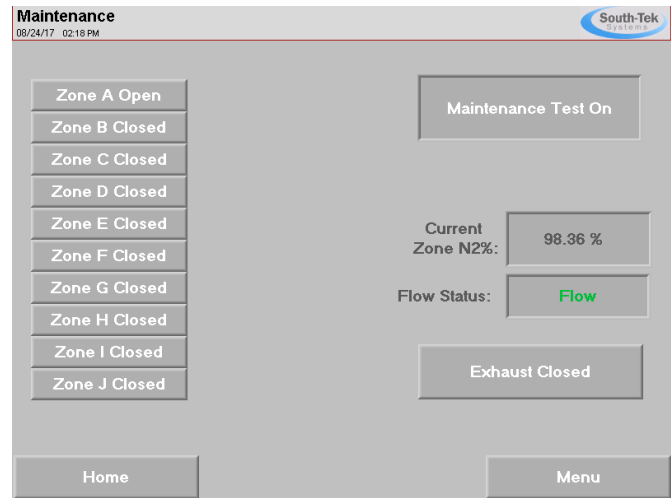 Maintenance
08/24/17 02:18 PM
South-Tek
Systems
Zone A Open
Zone B Closed
Zone C Closed
Zone D Closed
Zone E Closed
Zone F Closed
Zone G Closed
Zone H Closed
Zone I Closed
Zone J Closed
Maintenance Test On
Current
Zone N2%:
98.36 %
Flow Status:
Flow
Exhaust Closed
Home
Menu